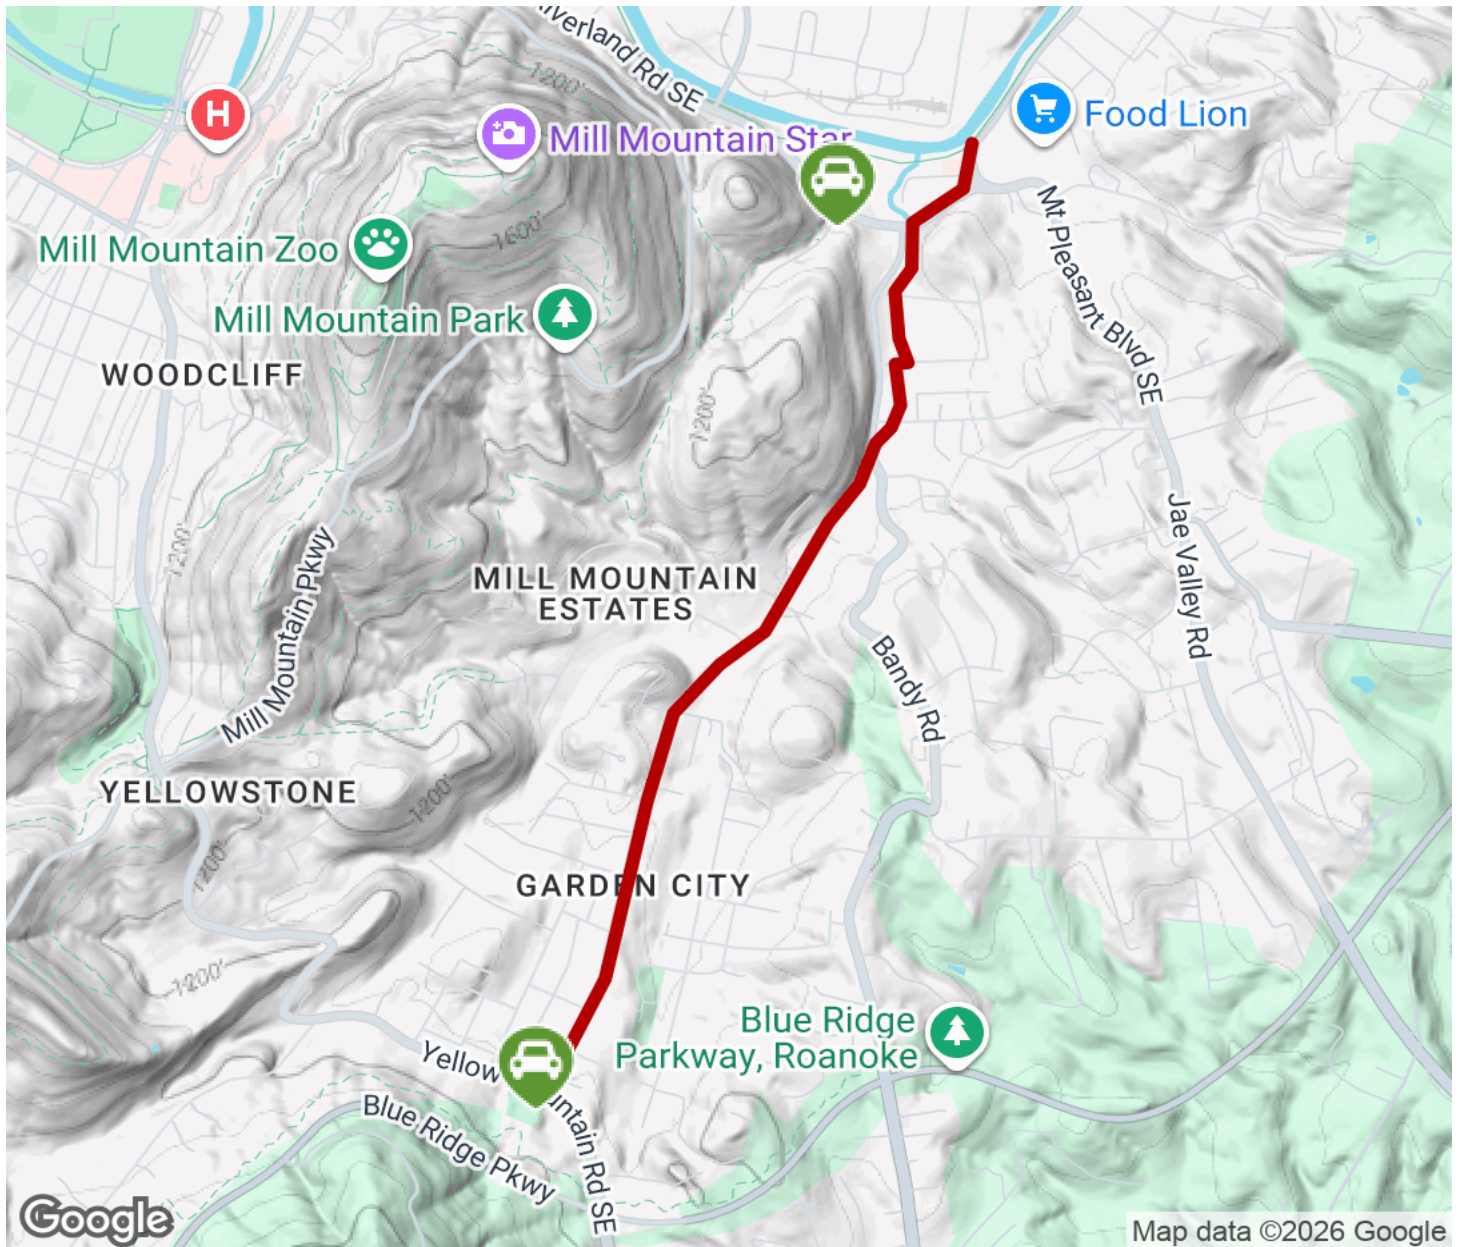 Riverland Rd SE
1200'
H
Mill Mountain Star
Food Lion
Mt Pleasant Blvd SE
1600'
Mill Mountain Zoo
Mill Mountain Park
WOODCLIFF
1200'
1200'
Jae Valley Rd
Mill Mountain Pkwy
MILL MOUNTAIN
ESTATES
Bandy Rd
YELLOWSTONE
1200'
1200'
GARDEN CITY
1200'
Blue Ridge
Parkway, Roanoke
Yellow
untain Rd SE
Blue Ridge Pkwy
Google
Map data ©2026 Google